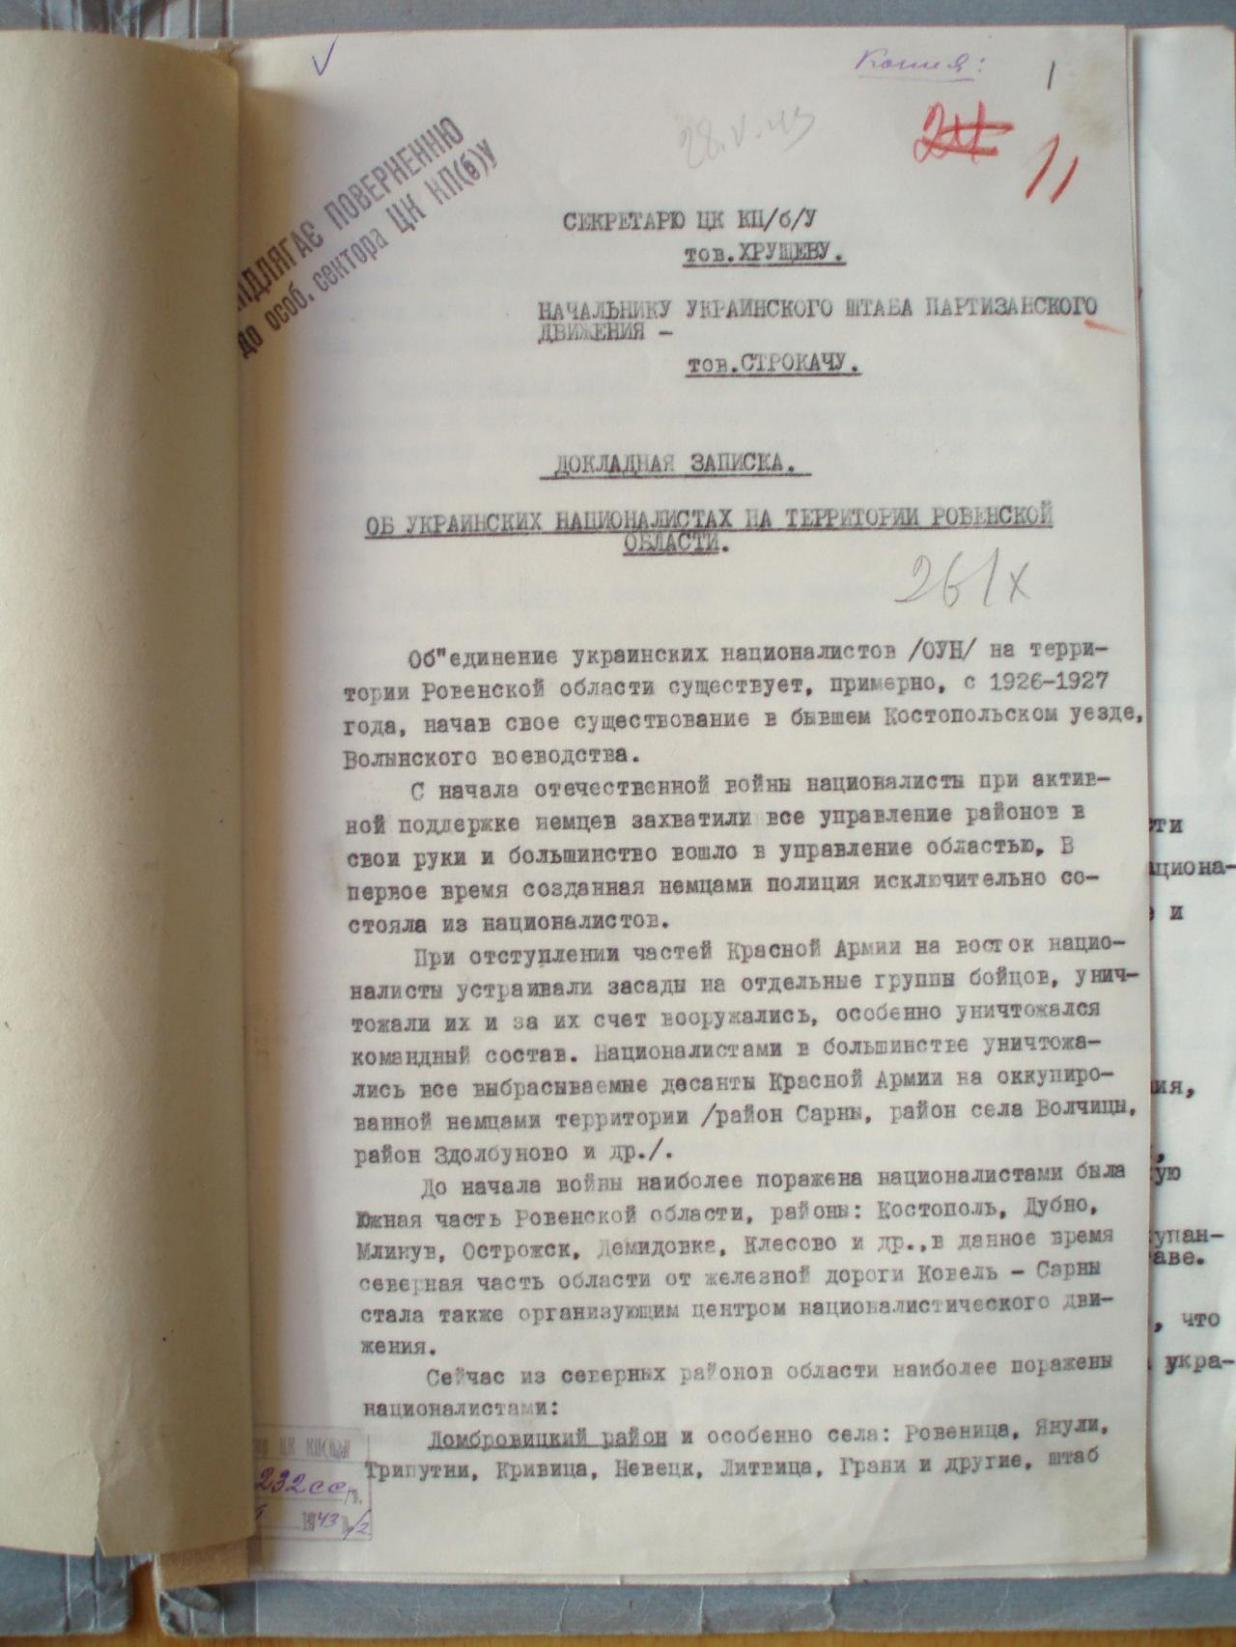 Копия:
1
28.V.43
24
11
ПІДЛЯГАЄ ПОВЕРНЕННЮ
до особ. сектора ЦК КП(б)У
СЕКРЕТАРЮ ЦК КП/б/У
тов.ХРУЩЕВУ.
НАЧАЛЬНИКУ УКРАИНСКОГО ШТАБА ПАРТИЗАНСКОГО
ДВИЖЕНИЯ –
тов.СТРОКАЧУ.
ДОКЛАДНАЯ ЗАПИСКА.
ОБ УКРАИНСКИХ НАЦИОНАЛИСТАХ НА ТЕРРИТОРИИ РОВЕНСКОЙ
ОБЛАСТИ.
Об"единение украинских националистов /ОУН/ на терри-
тории Ровенской области существует, примерно, с 1926-1927
года, начав свое существование в бывшем Костопольском уезде,
Волынского воеводства.
С начала отечественной войны националисты при актив-
ной поддержке немцев захватили все управление районов в
свои руки и большинство вошло в управление областью. В
первое время созданная немцами полиция исключительно со-
стояла из националистов.
При отступлении частей Красной Армии на восток нацио-
налисты устраивали засады на отдельные группы бойцов, унич-
тожали их и за их счет вооружались, особенно уничтожался
командный состав. Националистами в большинстве уничтожа-
лись все выбрасываемые десанты Красной Армии на оккупиро-
ванной немцами территории /район Сарны, район села Волчицы,
район Здолбуново и др./.
До начала войны наиболее поражена националистами была
Южная часть Ровенской области, районы: Костополь, Дубно,
Млинув, Острожск, Демидовка, Клесово и др.,в данное время
северная часть области от железной дороги Ковель – Сарны
стала также организующим центром националистического дви-
жения.
Сейчас из северных районов области наиболее поражены
националистами:
Домбровицкий район и особенно села: Ровеница, Янули,
Трипутни, Кривица, Невецк, Литвица, Грани и другие, штаб
232сс
1943
ти
циона-
и
ия,
ую
упан-
аве.
, что
укра-